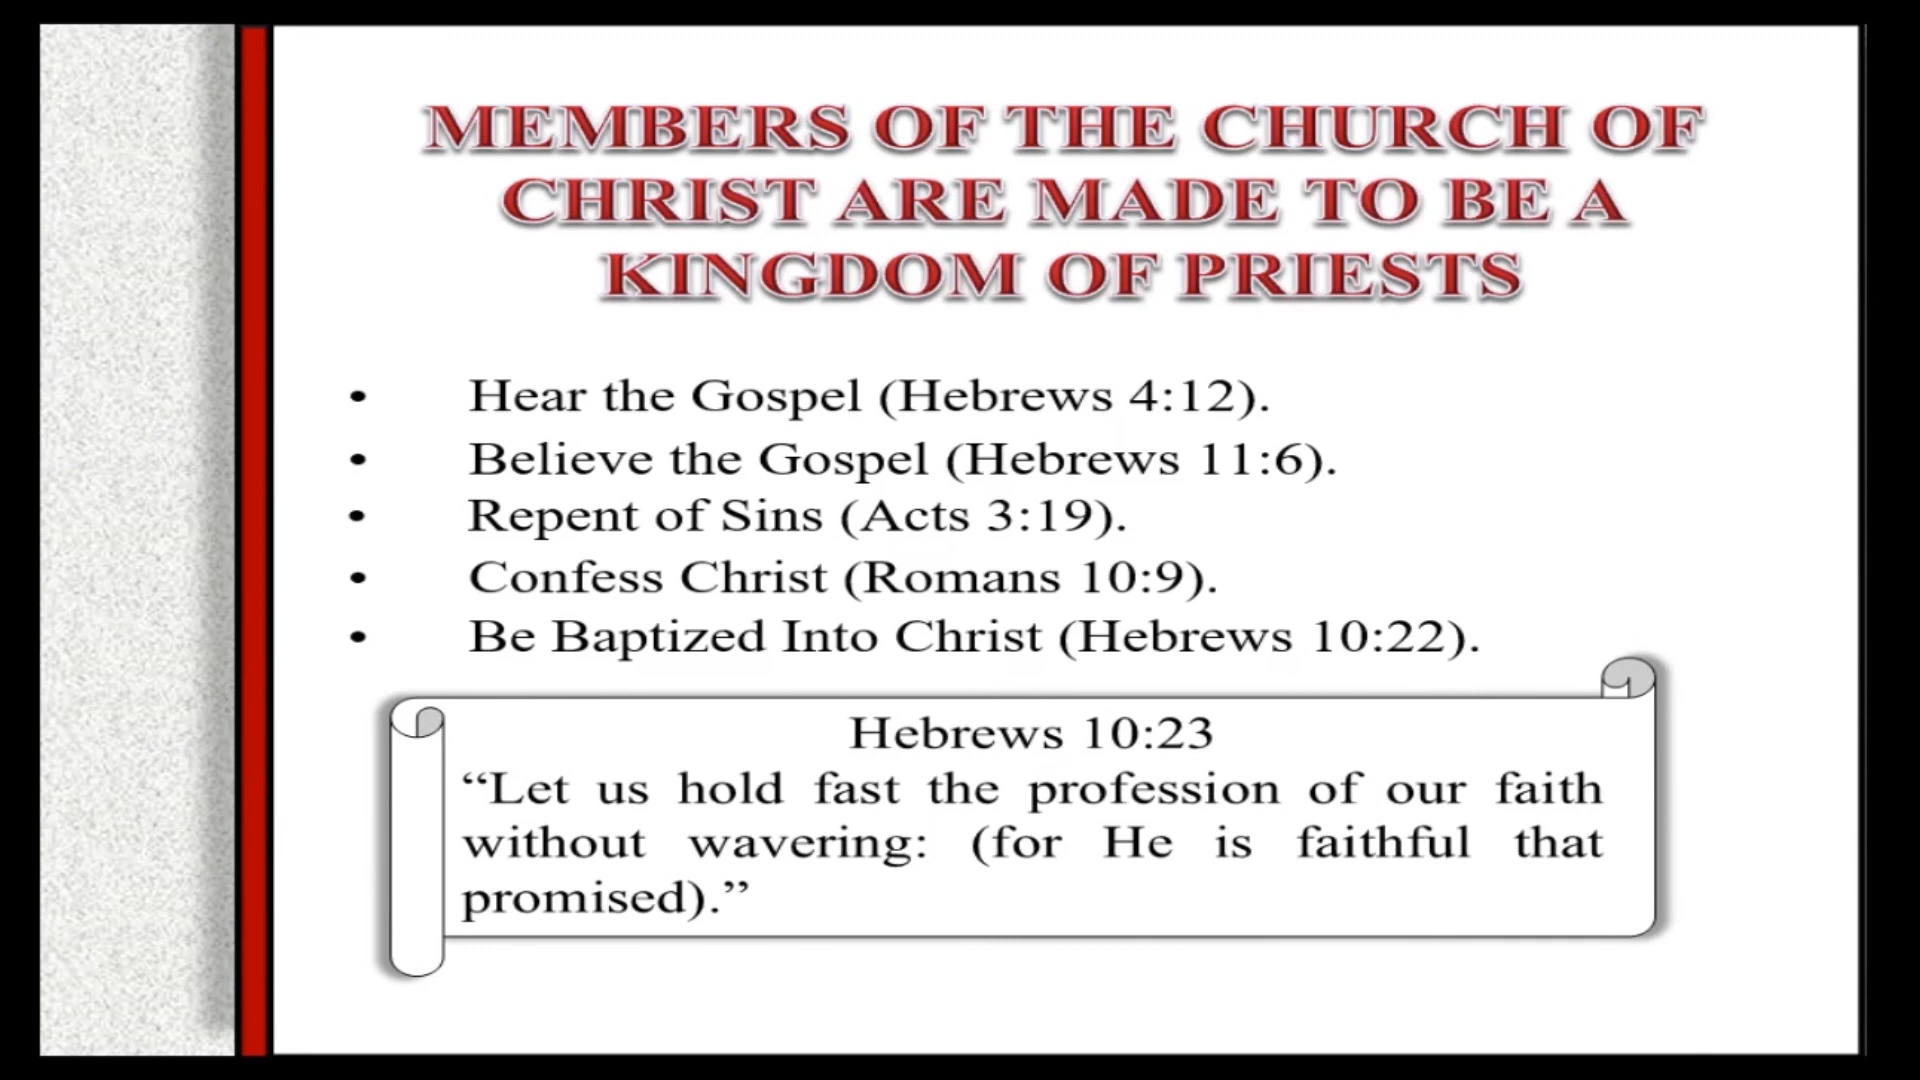 MEMBERS OF THE CHURCH OF
CHRIST ARE MADE TO BE A
KINGDOM OF PRIESTS
• Hear the Gospel (Hebrews 4:12).
• Believe the Gospel (Hebrews 11:6).
• Repent of Sins (Acts 3:19).
• Confess Christ (Romans 10:9).
• Be Baptized Into Christ (Hebrews 10:22).
Hebrews 10:23
“Let us hold fast the profession of our faith
without wavering: (for He is faithful that
promised).”